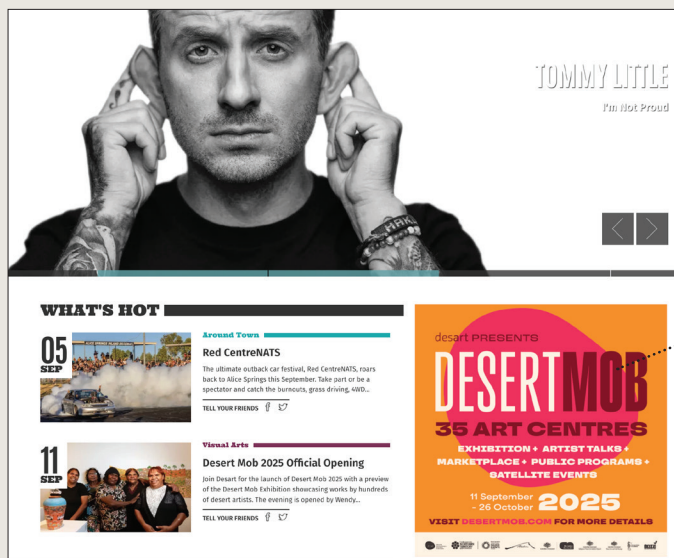 TOMMY LITTLE
I'm Not Proud
WHAT'S HOT
05
SEP
Around Town
Red CentreNATS
The ultimate outback car festival, Red CentreNATS, roars
back to Alice Springs this September. Take part or be a
spectator and catch the burnouts, grass driving, 4WD...
TELL YOUR FRIENDS
11
SEP
Visual Arts
Desert Mob 2025 Official Opening
Join Desart for the launch of Desert Mob 2025 with a preview
of the Desert Mob Exhibition showcasing works by hundreds
of desert artists. The evening is opened by Wendy...
TELL YOUR FRIENDS
desart PRESENTS
DESERTMOB
35 ART CENTRES
EXHIBITION + ARTIST TALKS +
MARKETPLACE + PUBLIC PROGRAMS +
SATELLITE EVENTS
11 September
- 26 October 2025
VISIT DESERTMOB.COM FOR MORE DETAILS